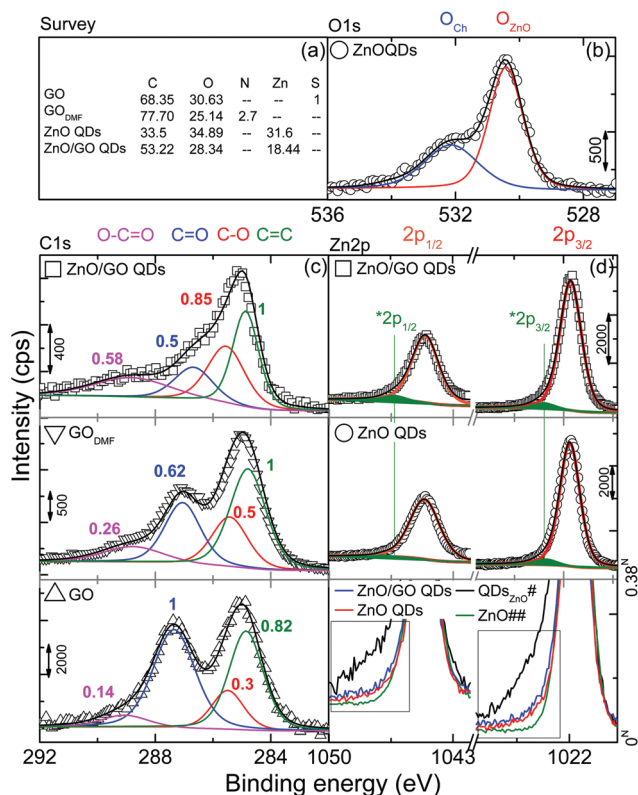 Survey
(a)
C O N Zn S
GO 68.35 30.63 -- -- 1
GO_DMF 77.70 25.14 2.7 -- --
ZnO QDs 33.5 34.89 -- 31.6 --
ZnO/GO QDs 53.22 28.34 -- 18.44 --
O1s
O_Ch O_ZnO
ZnOQDs (b)
500
536 532 528
C1s O-C=O C=O C-O C=C
ZnO/GO QDs (c)
0.85
1
0.5
0.58
400
GO_DMF
0.62
1
0.5
0.26
500
GO
1
0.82
0.3
0.14
2000
292 288 284
Zn2p 2p_1/2 2p_3/2
ZnO/GO QDs (d)
*2p_1/2 *2p_3/2
2000
ZnO QDs
2000
ZnO/GO QDs
ZnO QDs
QDs_ZnO#
ZnO##
0.38^N
0^N
1050 1043 1022
Intensity (cps)
Binding energy (eV)